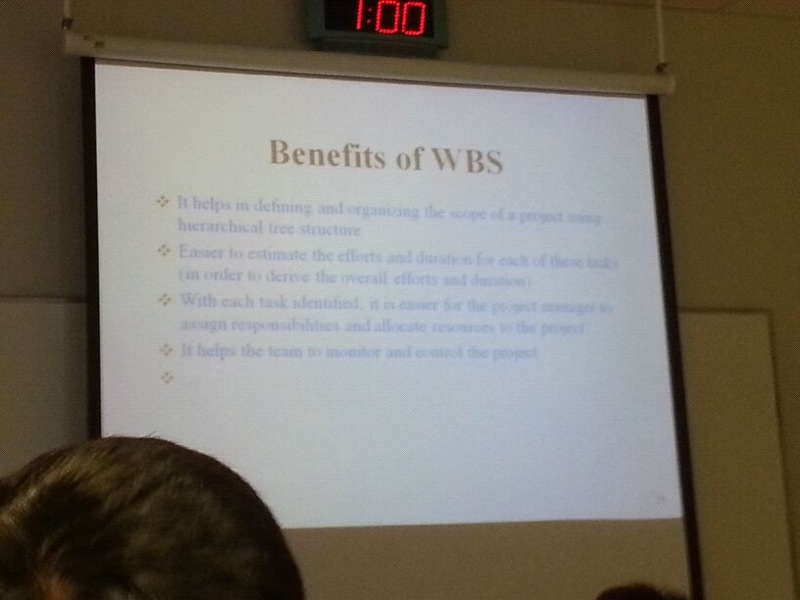 1:00
Benefits of WBS
❖ It helps in defining and organizing the scope of a project using
hierarchical tree structure
❖ Easier to estimate the efforts and duration for each of these tasks
(in order to derive the overall efforts and duration)
❖ With each task identified, it is easier for the project manager to
assign responsibilities and allocate resources to the project
❖ It helps the team to monitor and control the project
❖ ...